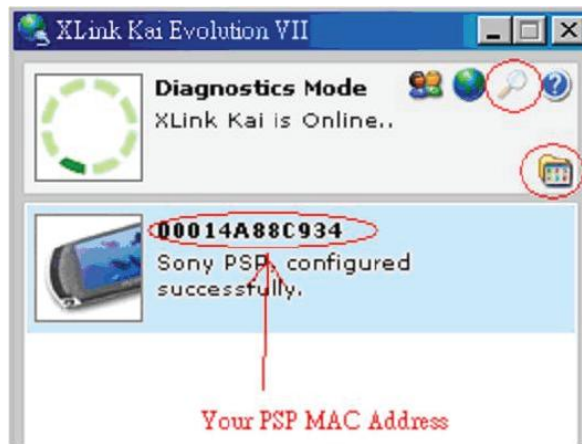 XLink Kai Evolution VII
Diagnostics Mode
XLink Kai is Online..
00014A88C934
Sony PSP, configured
successfully.
Your PSP MAC Address